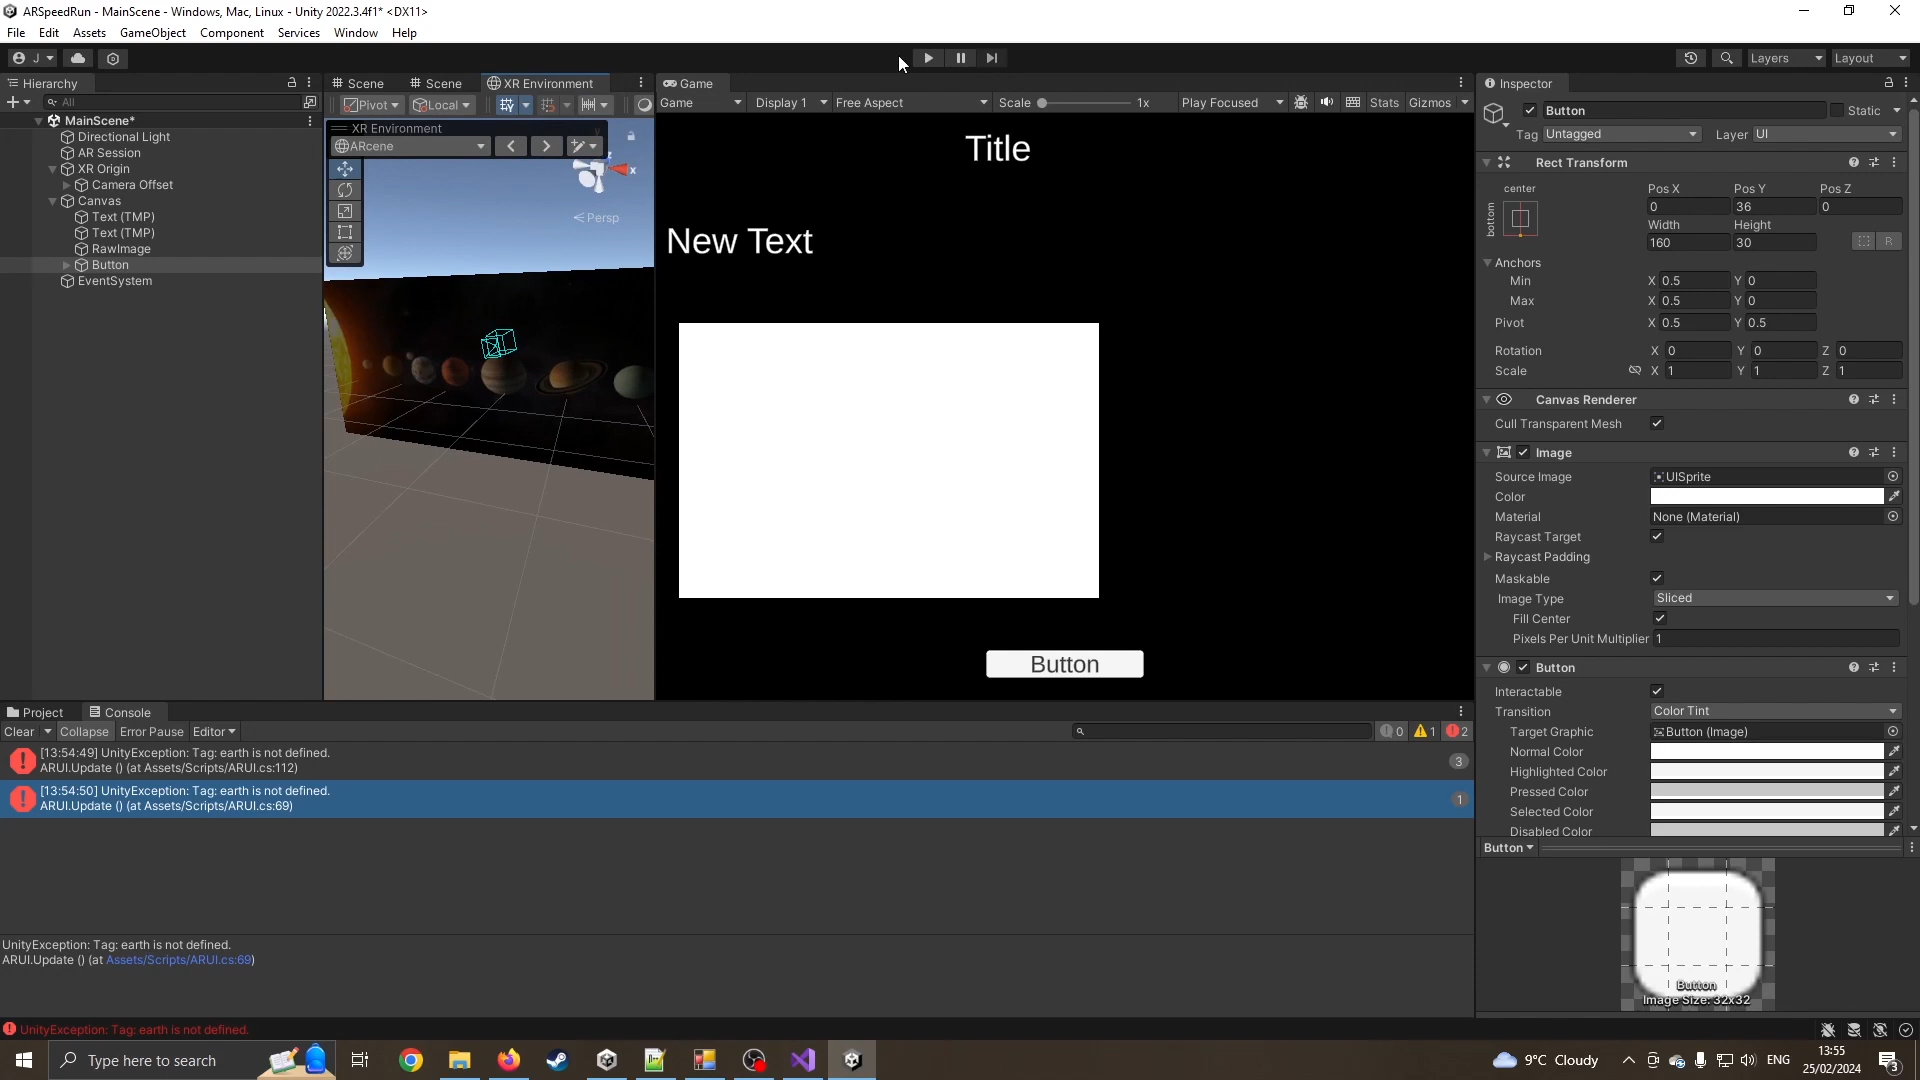 ARSpeedRun - MainScene - Windows, Mac, Linux - Unity 2022.3.4f1* <DX11>
File Edit Assets GameObject Component Services Window Help
J Layers Layout
Hierarchy Scene Scene XR Environment Game Inspector
All Pivot Local Game Display 1 Free Aspect Scale 1x Play Focused Stats Gizmos
Button Static
Tag Untagged Layer UI
MainScene*
Directional Light
AR Session
XR Origin
Camera Offset
Canvas
Text (TMP)
Text (TMP)
RawImage
Button
EventSystem
XR Environment
ARcene
x
Persp
Title
New Text
Button
Rect Transform
center
bottom
Pos X Pos Y Pos Z
0 36 0
Width Height
160 30
R
Anchors
Min X 0.5 Y 0
Max X 0.5 Y 0
Pivot X 0.5 Y 0.5
Rotation X 0 Y 0 Z 0
Scale X 1 Y 1 Z 1
Canvas Renderer
Cull Transparent Mesh
Image
Source Image UISprite
Color
Material None (Material)
Raycast Target
Raycast Padding
Maskable
Image Type Sliced
Fill Center
Pixels Per Unit Multiplier 1
Button
Interactable
Transition Color Tint
Target Graphic Button (Image)
Normal Color
Highlighted Color
Pressed Color
Selected Color
Disabled Color
Button
Button
Image Size: 32x32
Project Console
Clear Collapse Error Pause Editor 0 1 2
[13:54:49] UnityException: Tag: earth is not defined.
ARUI.Update () (at Assets/Scripts/ARUI.cs:112)
3
[13:54:50] UnityException: Tag: earth is not defined.
ARUI.Update () (at Assets/Scripts/ARUI.cs:69)
1
UnityException: Tag: earth is not defined.
ARUI.Update () (at Assets/Scripts/ARUI.cs:69)
UnityException: Tag: earth is not defined.
Type here to search
9°C Cloudy
ENG
13:55
25/02/2024
3